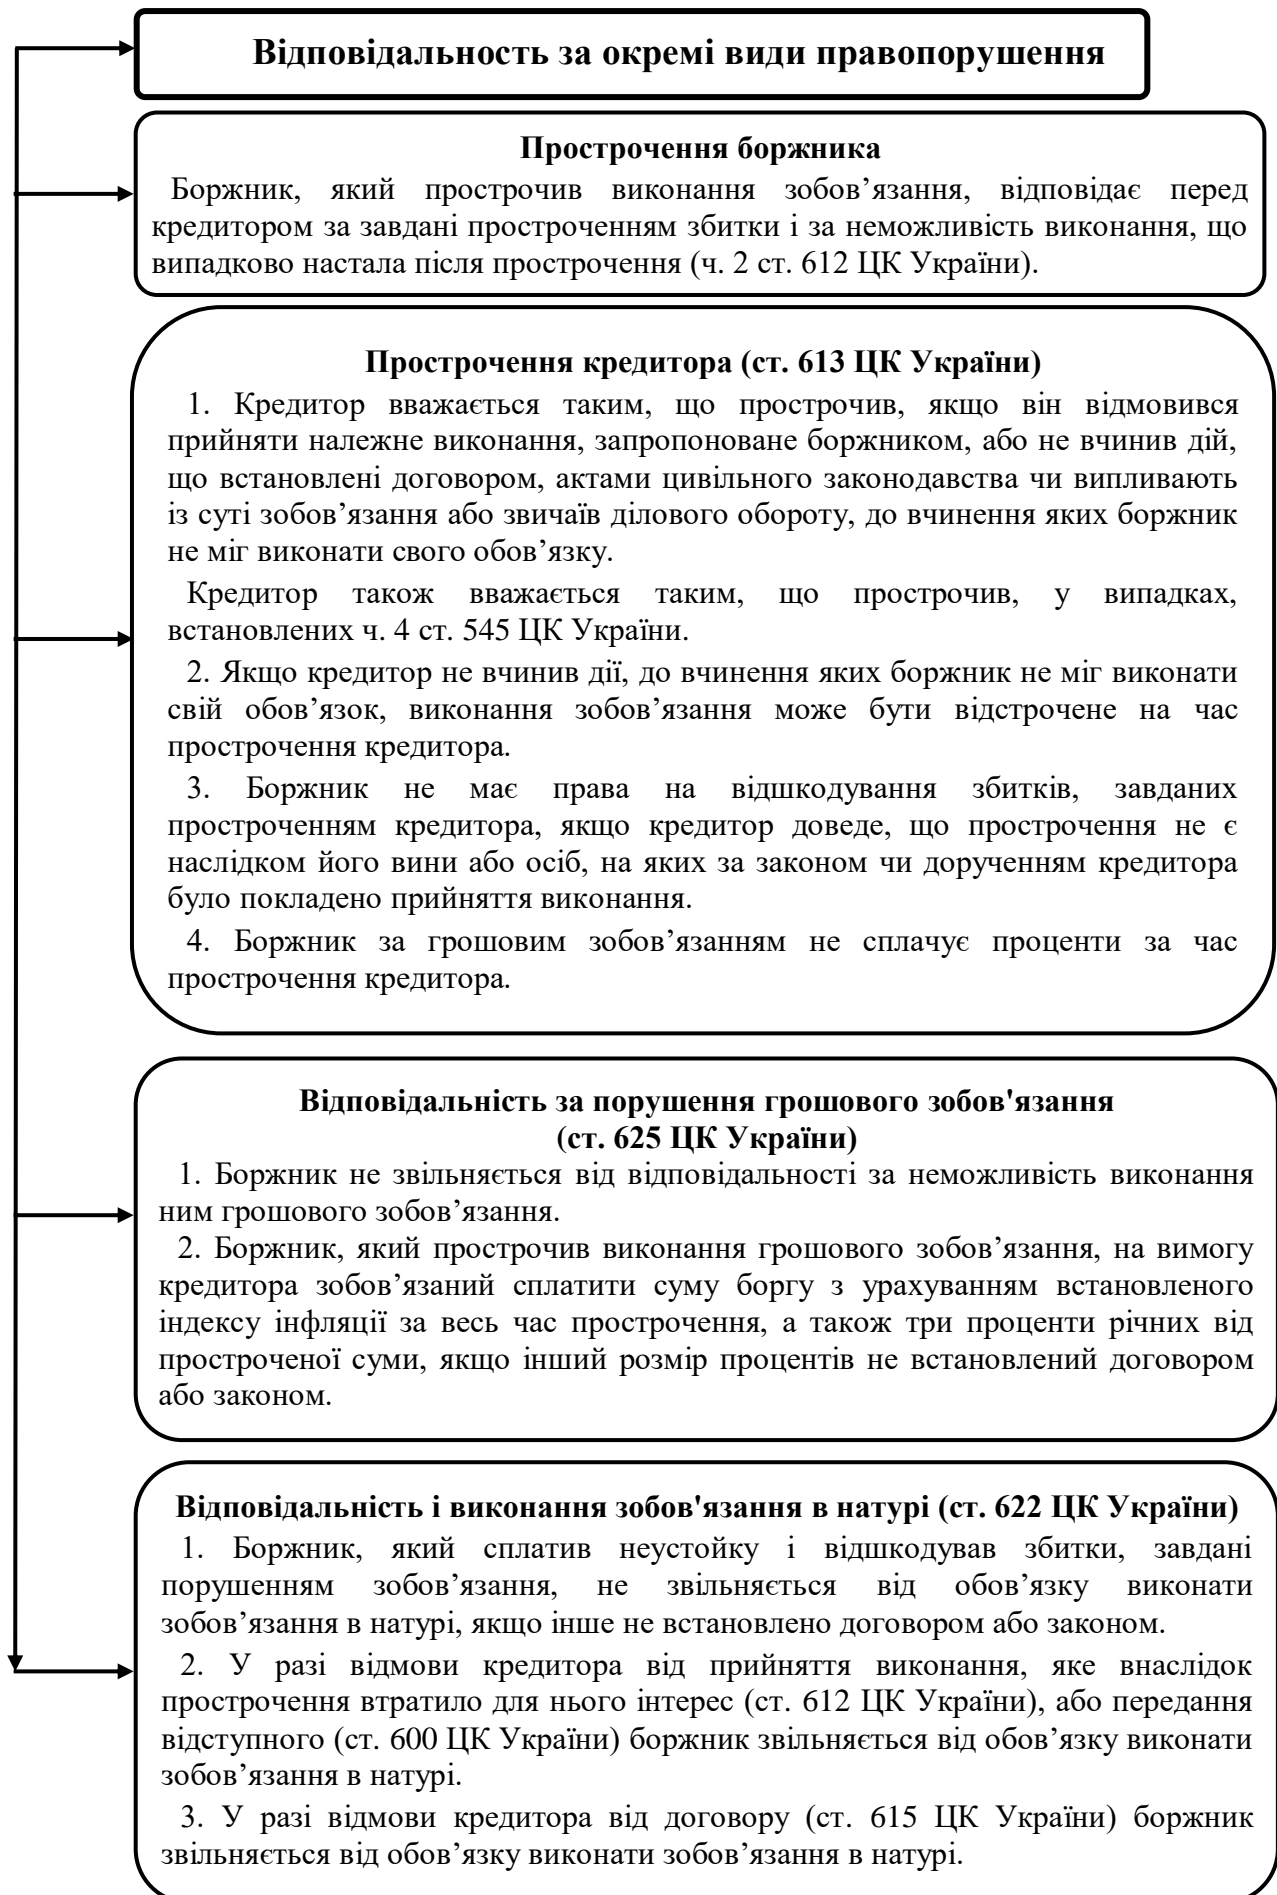 Відповідальность за окремі види правопорушення
Прострочення боржника
Боржник, який прострочив виконання зобов’язання, відповідає перед
кредитором за завдані простроченням збитки і за неможливість виконання, що
випадково настала після прострочення (ч. 2 ст. 612 ЦК України).
Прострочення кредитора (ст. 613 ЦК України)
1. Кредитор вважається таким, що прострочив, якщо він відмовився
прийняти належне виконання, запропоноване боржником, або не вчинив дій,
що встановлені договором, актами цивільного законодавства чи випливають
із суті зобов’язання або звичаїв ділового обороту, до вчинення яких боржник
не міг виконати свого обов’язку.
Кредитор також вважається таким, що прострочив, у випадках,
встановлених ч. 4 ст. 545 ЦК України.
2. Якщо кредитор не вчинив дії, до вчинення яких боржник не міг виконати
свій обов’язок, виконання зобов’язання може бути відстрочене на час
прострочення кредитора.
3. Боржник не має права на відшкодування збитків, завданих
простроченням кредитора, якщо кредитор доведе, що прострочення не є
наслідком його вини або осіб, на яких за законом чи дорученням кредитора
було покладено прийняття виконання.
4. Боржник за грошовим зобов’язанням не сплачує проценти за час
прострочення кредитора.
Відповідальність за порушення грошового зобов'язання
(ст. 625 ЦК України)
1. Боржник не звільняється від відповідальності за неможливість виконання
ним грошового зобов’язання.
2. Боржник, який прострочив виконання грошового зобов’язання, на вимогу
кредитора зобов’язаний сплатити суму боргу з урахуванням встановленого
індексу інфляції за весь час прострочення, а також три проценти річних від
простроченої суми, якщо інший розмір процентів не встановлений договором
або законом.
Відповідальність і виконання зобов'язання в натурі (ст. 622 ЦК України)
1. Боржник, який сплатив неустойку і відшкодував збитки, завдані
порушенням зобов’язання, не звільняється від обов’язку виконати
зобов’язання в натурі, якщо інше не встановлено договором або законом.
2. У разі відмови кредитора від прийняття виконання, яке внаслідок
прострочення втратило для нього інтерес (ст. 612 ЦК України), або передання
відступного (ст. 600 ЦК України) боржник звільняється від обов’язку виконати
зобов’язання в натурі.
3. У разі відмови кредитора від договору (ст. 615 ЦК України) боржник
звільняється від обов’язку виконати зобов’язання в натурі.